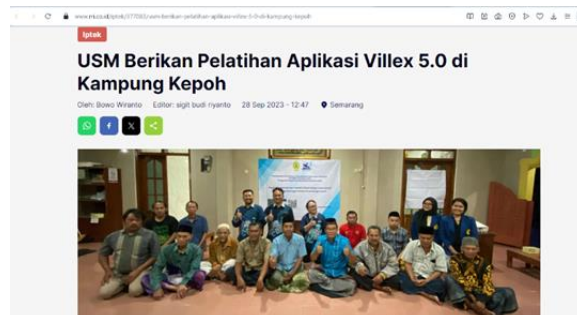 Iptek
USM Berikan Pelatihan Aplikasi Villex 5.0 di
Kampung Kepoh
Oleh: Bowo Wiranto Editor: sigit budi riyanto 28 Sep 2023 - 12:47 Semarang